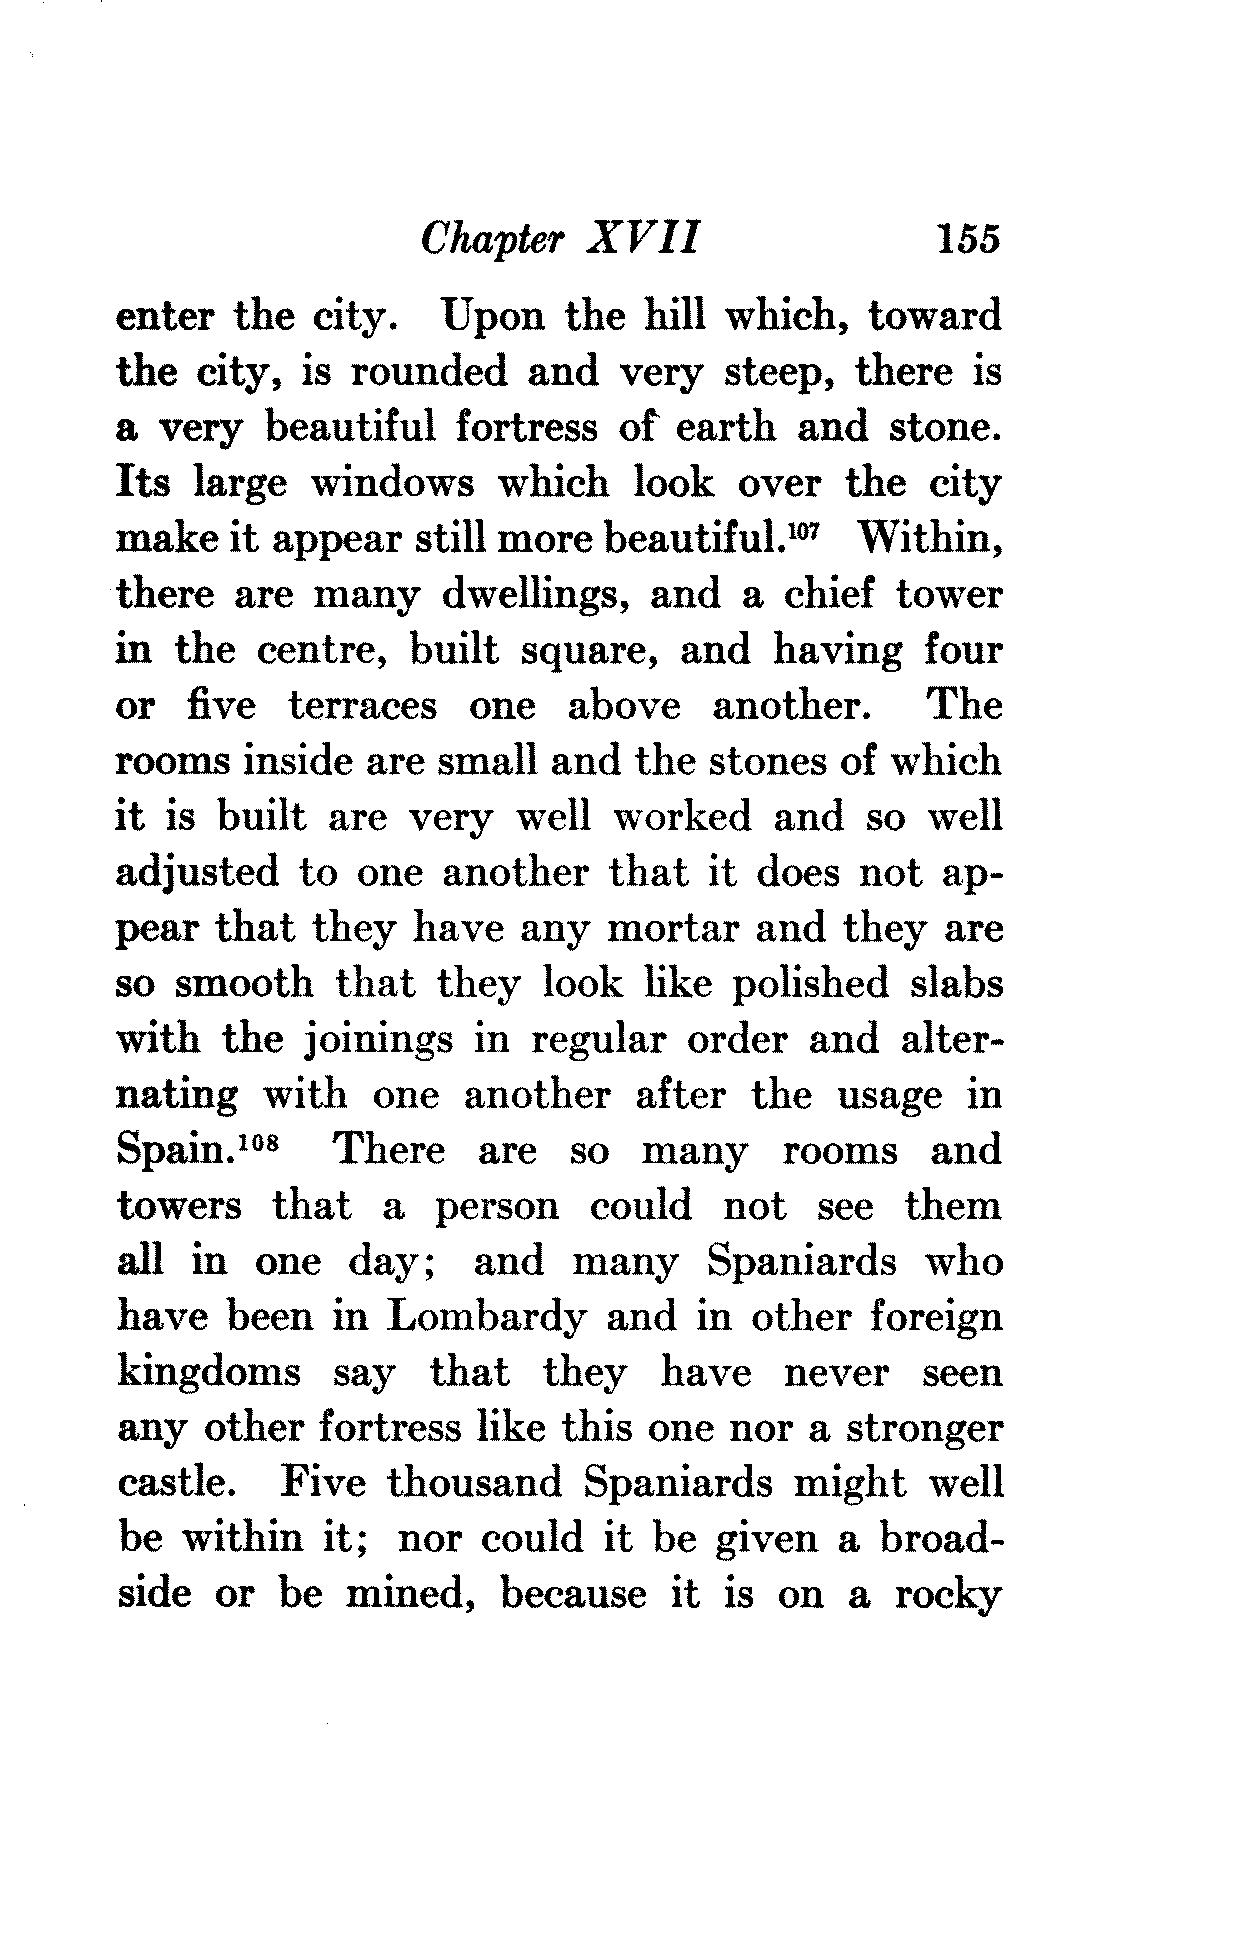 Chapter XVII 155
enter the city. Upon the hill which, toward
the city, is rounded and very steep, there is
a very beautiful fortress of earth and stone.
Its large windows which look over the city
make it appear still more beautiful.¹⁰⁷ Within,
there are many dwellings, and a chief tower
in the centre, built square, and having four
or five terraces one above another. The
rooms inside are small and the stones of which
it is built are very well worked and so well
adjusted to one another that it does not ap-
pear that they have any mortar and they are
so smooth that they look like polished slabs
with the joinings in regular order and alter-
nating with one another after the usage in
Spain.¹⁰⁸ There are so many rooms and
towers that a person could not see them
all in one day; and many Spaniards who
have been in Lombardy and in other foreign
kingdoms say that they have never seen
any other fortress like this one nor a stronger
castle. Five thousand Spaniards might well
be within it; nor could it be given a broad-
side or be mined, because it is on a rocky